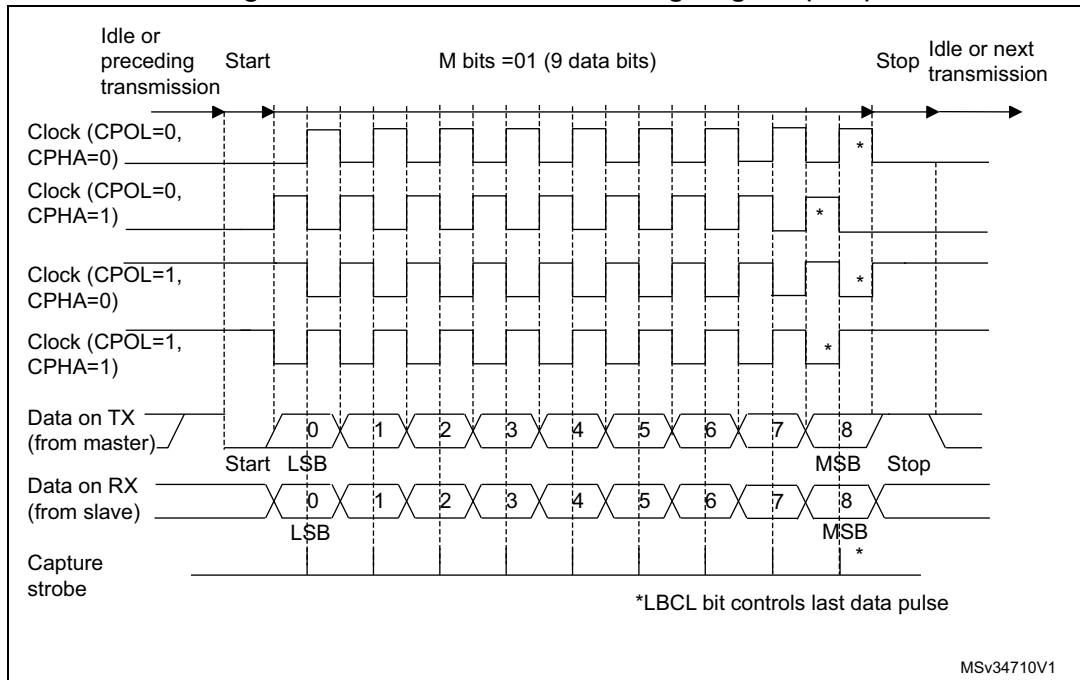 Idle or
preceding
transmission
Start
M bits =01 (9 data bits)
Stop
Idle or next
transmission
Clock (CPOL=0,
CPHA=0)
*
Clock (CPOL=0,
CPHA=1)
*
Clock (CPOL=1,
CPHA=0)
*
Clock (CPOL=1,
CPHA=1)
*
Data on TX
(from master)
0 1 2 3 4 5 6 7 8
Start LSB MSB Stop
Data on RX
(from slave)
0 1 2 3 4 5 6 7 8
LSB MSB
Capture
strobe
*
*LBCL bit controls last data pulse
MSv34710V1